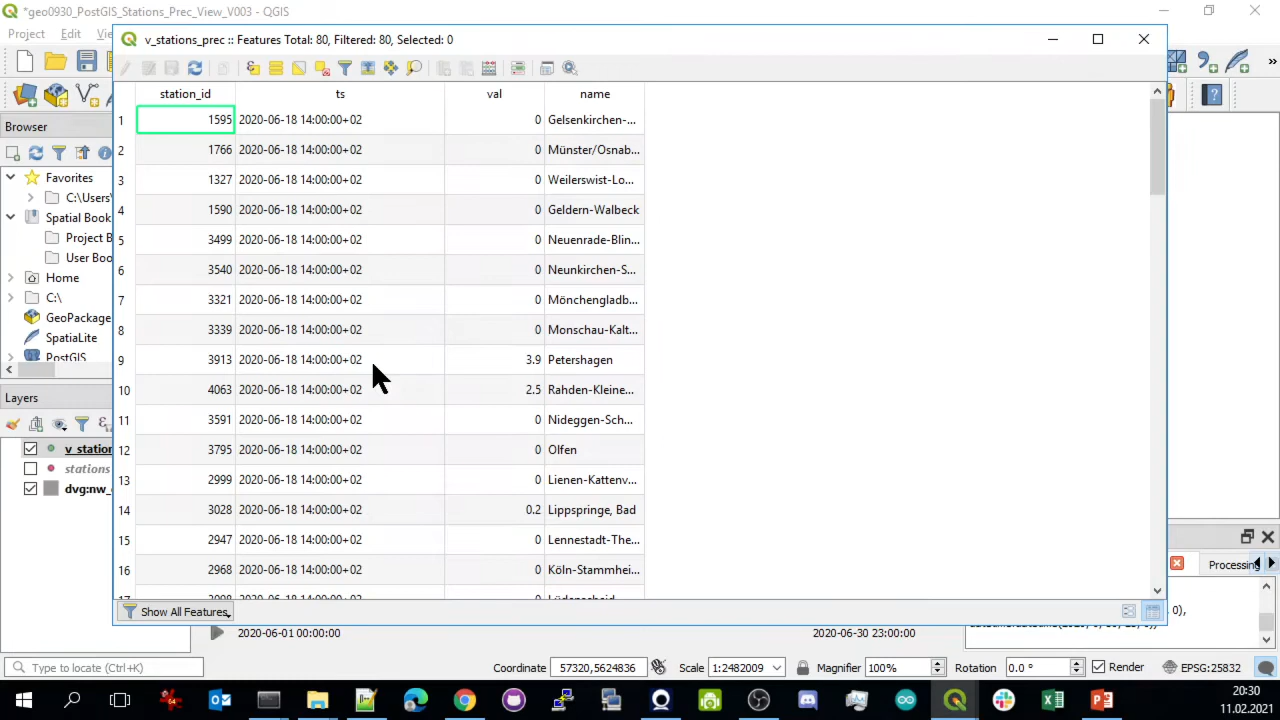 *geo0930_PostGIS_Stations_Prec_View_V003 - QGIS
Project Edit
v_stations_prec :: Features Total: 80, Filtered: 80, Selected: 0
station_id ts val name
1 1595 2020-06-18 14:00:00+02 0 Gelsenkirchen-...
2 1766 2020-06-18 14:00:00+02 0 Münster/Osnab...
3 1327 2020-06-18 14:00:00+02 0 Weilerswist-Lo...
4 1590 2020-06-18 14:00:00+02 0 Geldern-Walbeck
5 3499 2020-06-18 14:00:00+02 0 Neuenrade-Blin...
6 3540 2020-06-18 14:00:00+02 0 Neunkirchen-S...
7 3321 2020-06-18 14:00:00+02 0 Mönchengladb...
8 3339 2020-06-18 14:00:00+02 0 Monschau-Kalt...
9 3913 2020-06-18 14:00:00+02 3.9 Petershagen
10 4063 2020-06-18 14:00:00+02 2.5 Rahden-Kleine...
11 3591 2020-06-18 14:00:00+02 0 Nideggen-Sch...
12 3795 2020-06-18 14:00:00+02 0 Olfen
13 2999 2020-06-18 14:00:00+02 0 Lienen-Kattenv...
14 3028 2020-06-18 14:00:00+02 0.2 Lippspringe, Bad
15 2947 2020-06-18 14:00:00+02 0 Lennestadt-The...
16 2968 2020-06-18 14:00:00+02 0 Köln-Stammhei...
Show All Features
Browser
Favorites
C:\Users
Spatial Book
Project B
User Boo
Home
C:\
GeoPackage
SpatiaLite
PostGIS
Layers
v_station
stations
dvg:nw_
Processing
2020-06-01 00:00:00
2020-06-30 23:00:00
Type to locate (Ctrl+K)
Coordinate 57320,5624836 Scale 1:2482009 Magnifier 100% Rotation 0.0 ° Render EPSG:25832
20:30
11.02.2021